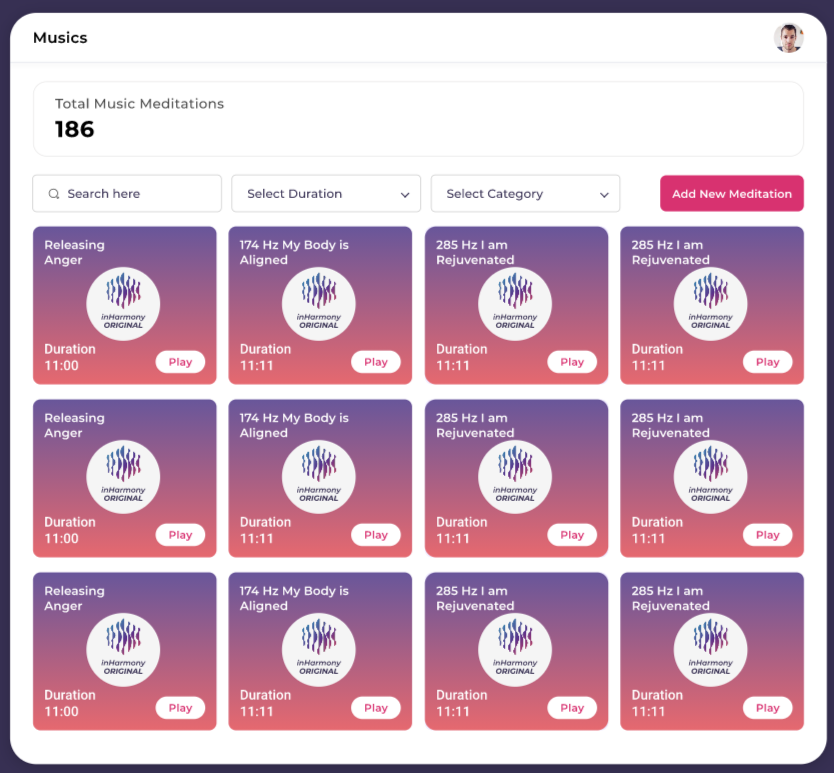 Musics
Total Music Meditations
186
Search here
Select Duration
Select Category
Add New Meditation
Releasing
Anger
inHarmony
ORIGINAL
Duration
11:00
Play
174 Hz My Body is
Aligned
inHarmony
ORIGINAL
Duration
11:11
Play
285 Hz I am
Rejuvenated
inHarmony
ORIGINAL
Duration
11:11
Play
285 Hz I am
Rejuvenated
inHarmony
ORIGINAL
Duration
11:11
Play
Releasing
Anger
inHarmony
ORIGINAL
Duration
11:00
Play
174 Hz My Body is
Aligned
inHarmony
ORIGINAL
Duration
11:11
Play
285 Hz I am
Rejuvenated
inHarmony
ORIGINAL
Duration
11:11
Play
285 Hz I am
Rejuvenated
inHarmony
ORIGINAL
Duration
11:11
Play
Releasing
Anger
inHarmony
ORIGINAL
Duration
11:00
Play
174 Hz My Body is
Aligned
inHarmony
ORIGINAL
Duration
11:11
Play
285 Hz I am
Rejuvenated
inHarmony
ORIGINAL
Duration
11:11
Play
285 Hz I am
Rejuvenated
inHarmony
ORIGINAL
Duration
11:11
Play